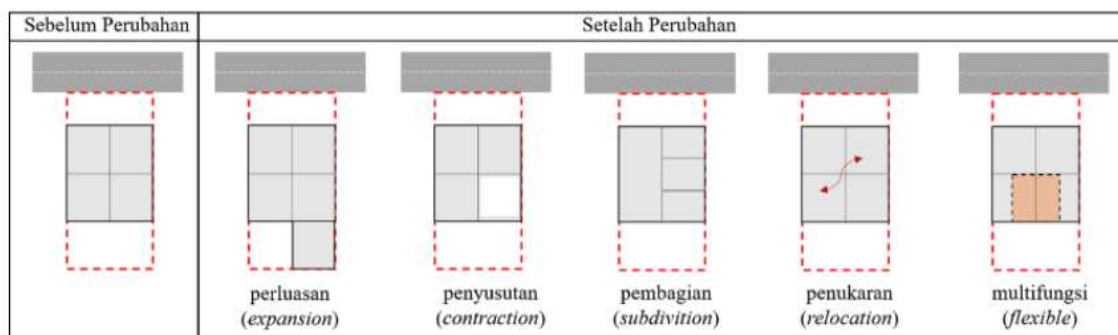 Sebelum Perubahan
Setelah Perubahan
perluasan
(expansion)
penyusutan
(contraction)
pembagian
(subdivition)
penukaran
(relocation)
multifungsi
(flexible)